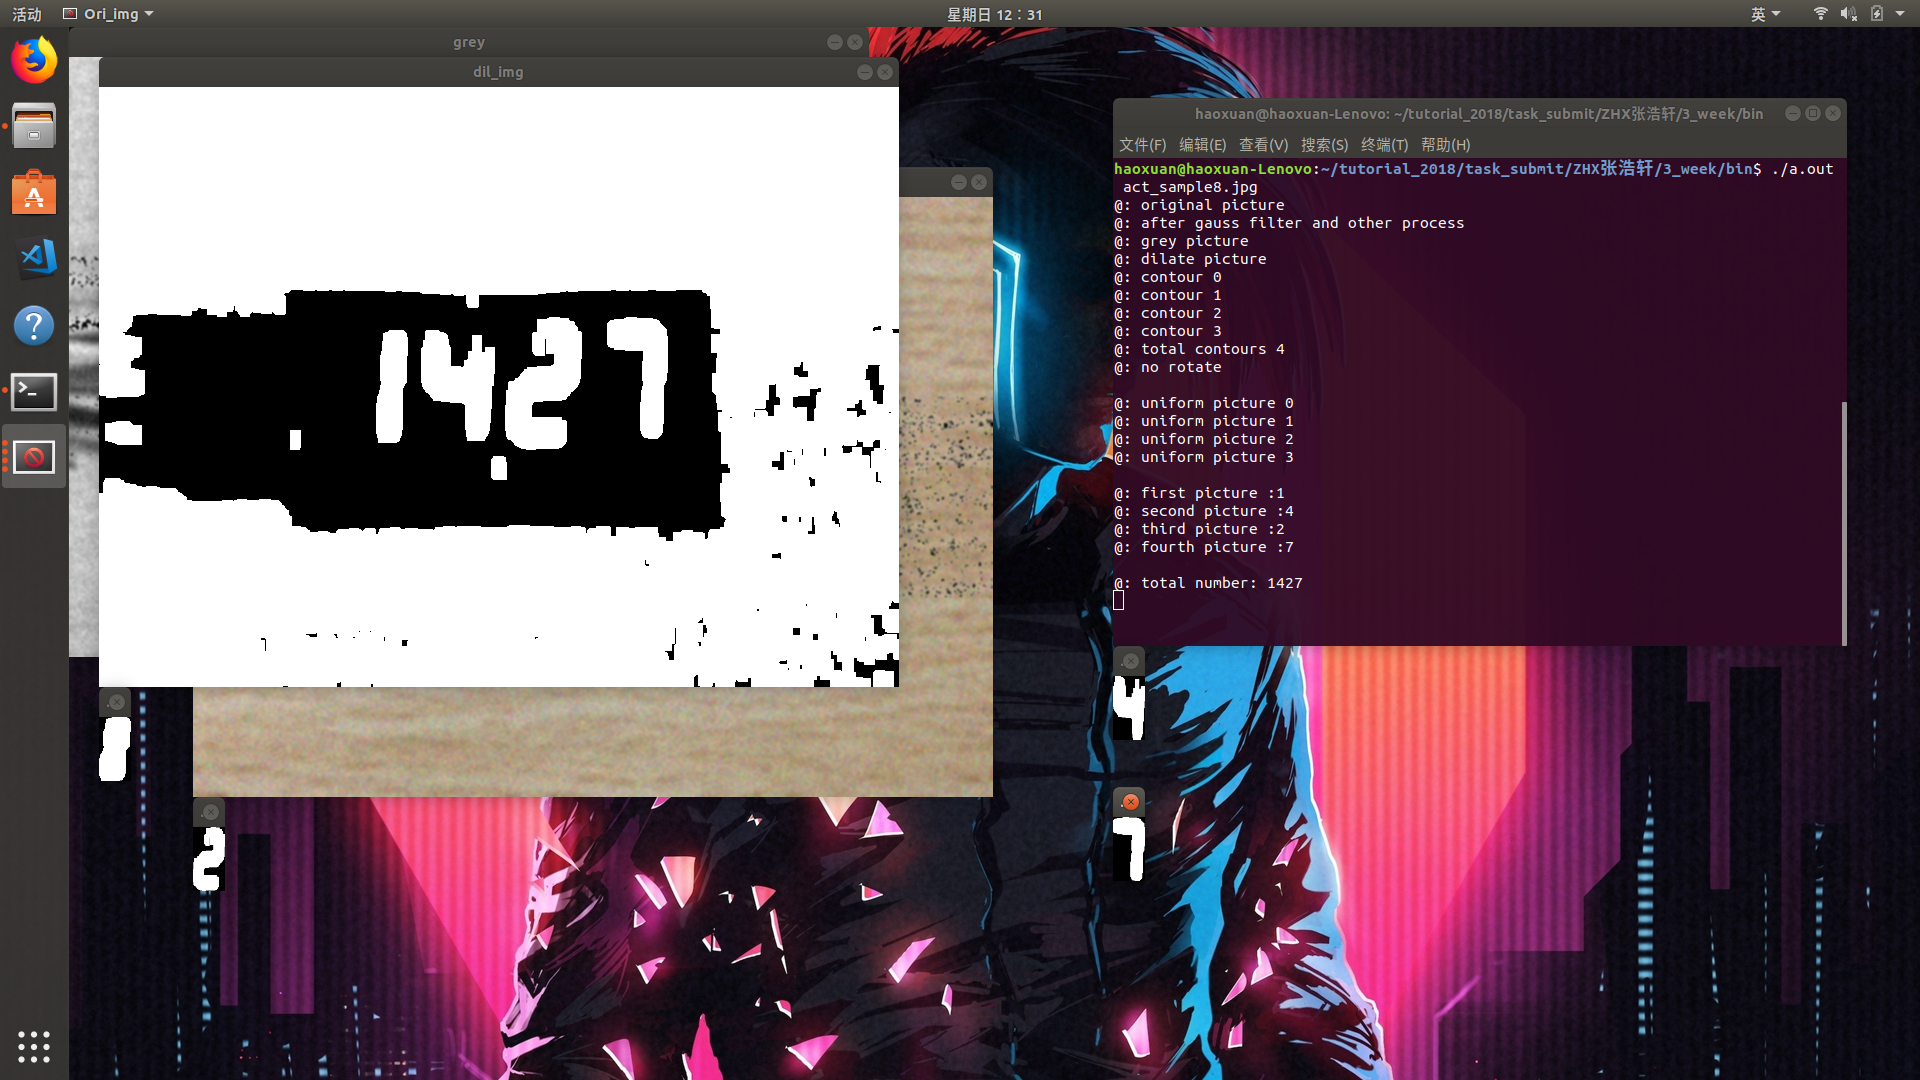 活动 Ori_img 星期日 12：31 英
grey
dil_img
1427
haoxuan@haoxuan-Lenovo: ~/tutorial_2018/task_submit/ZHX张浩轩/3_week/bin
文件(F) 编辑(E) 查看(V) 搜索(S) 终端(T) 帮助(H)
haoxuan@haoxuan-Lenovo:~/tutorial_2018/task_submit/ZHX张浩轩/3_week/bin$ ./a.out
act_sample8.jpg
@: original picture
@: after gauss filter and other process
@: grey picture
@: dilate picture
@: contour 0
@: contour 1
@: contour 2
@: contour 3
@: total contours 4
@: no rotate
@: uniform picture 0
@: uniform picture 1
@: uniform picture 2
@: uniform picture 3
@: first picture :1
@: second picture :4
@: third picture :2
@: fourth picture :7
@: total number: 1427
1
4
2
7